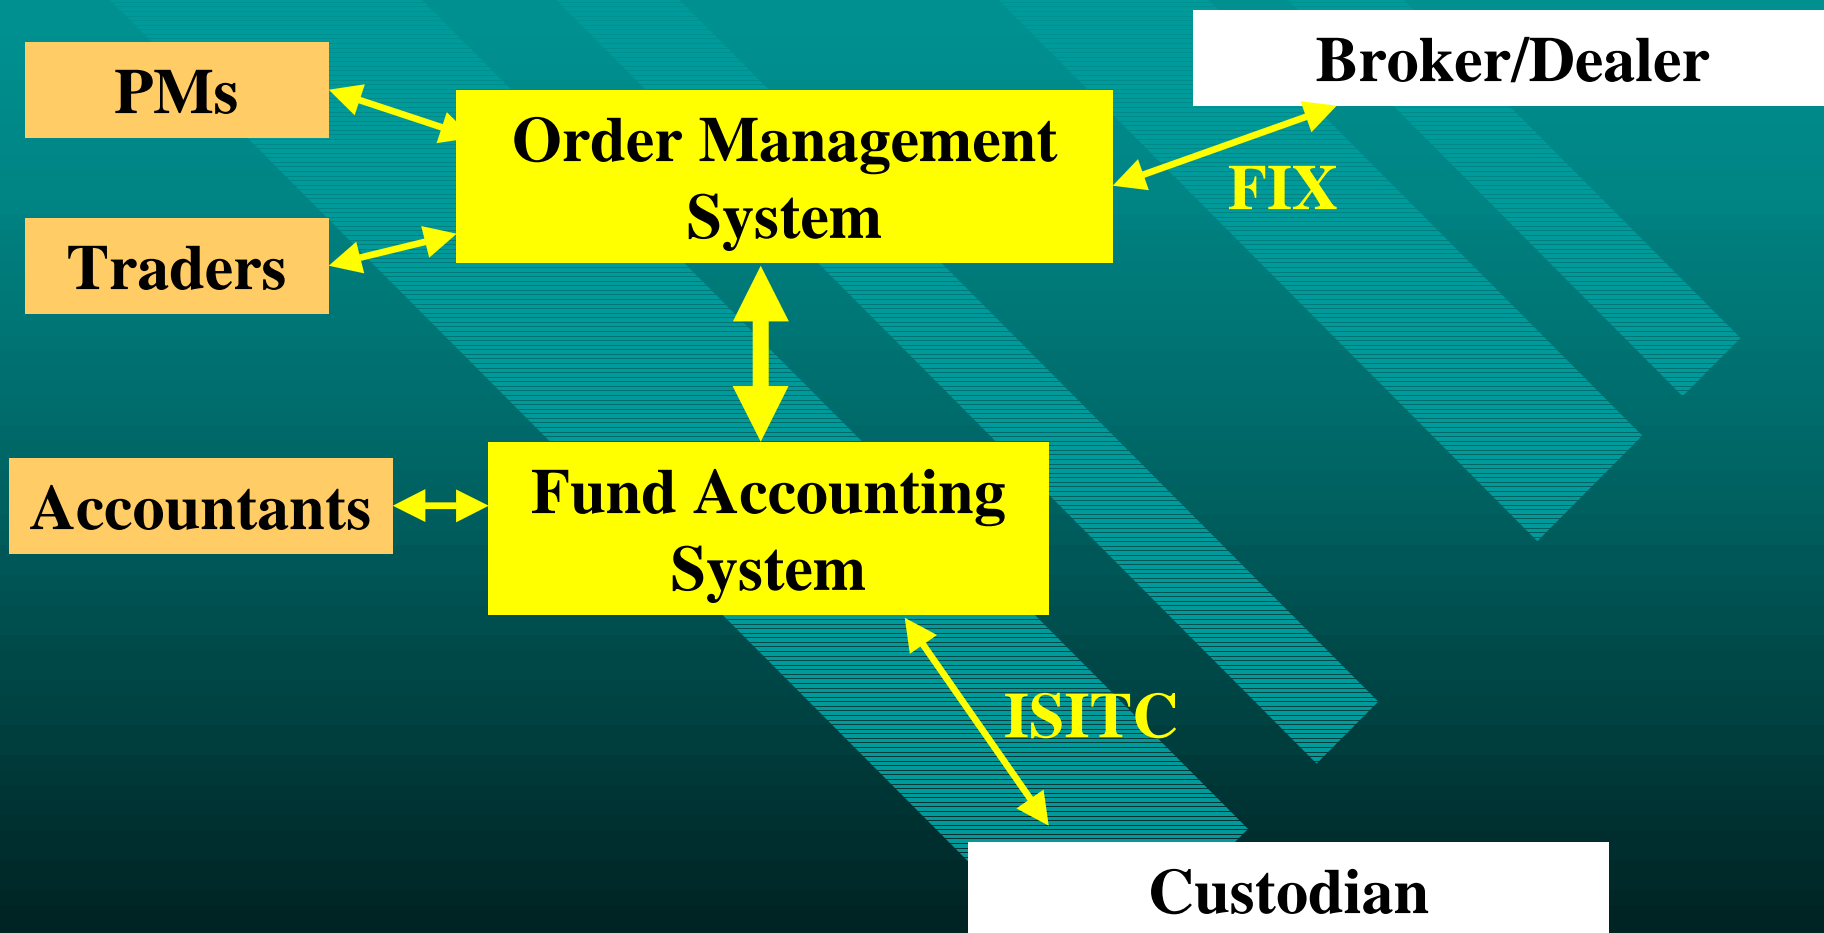 Broker/Dealer
PMs
Order Management
System
FIX
Traders
Accountants
Fund Accounting
System
ISITC
Custodian